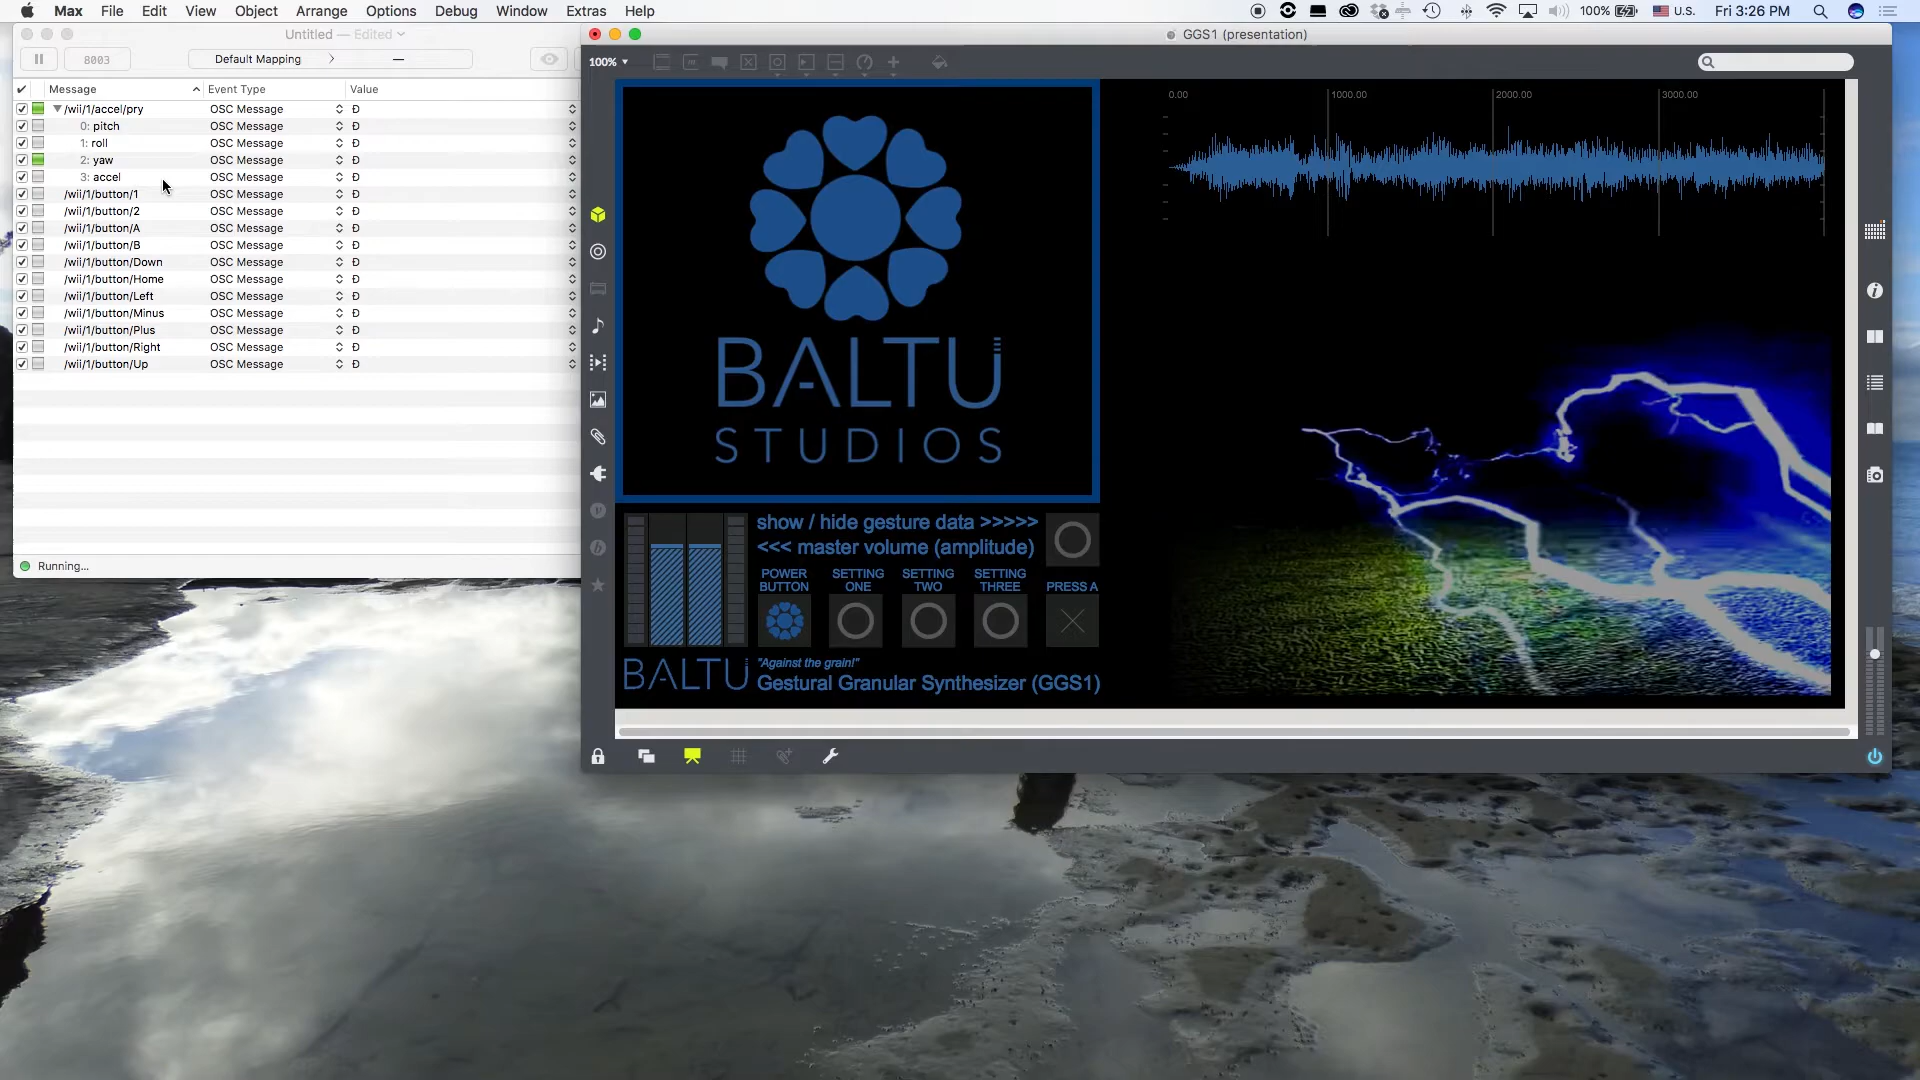 Max File Edit View Object Arrange Options Debug Window Extras Help
100% U.S. Fri 3:26 PM
Untitled — Edited
8003 Default Mapping —
Message Event Type Value
/wii/1/accel/pry OSC Message Đ
0: pitch OSC Message Đ
1: roll OSC Message Đ
2: yaw OSC Message Đ
3: accel OSC Message Đ
/wii/1/button/1 OSC Message Đ
/wii/1/button/2 OSC Message Đ
/wii/1/button/A OSC Message Đ
/wii/1/button/B OSC Message Đ
/wii/1/button/Down OSC Message Đ
/wii/1/button/Home OSC Message Đ
/wii/1/button/Left OSC Message Đ
/wii/1/button/Minus OSC Message Đ
/wii/1/button/Plus OSC Message Đ
/wii/1/button/Right OSC Message Đ
/wii/1/button/Up OSC Message Đ
Running...
GGS1 (presentation)
100%
0.00 1000.00 2000.00 3000.00
BALTU
STUDIOS
show / hide gesture data >>>>>
<<< master volume (amplitude)
POWER BUTTON
SETTING ONE
SETTING TWO
SETTING THREE
PRESS A
BALTU
"Against the grain!"
Gestural Granular Synthesizer (GGS1)